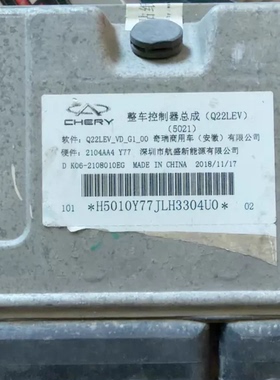 CHERY
整车控制器总成(Q22LEV)
(5021)
软件: Q22LEV_VD_G1_00 奇瑞商用车(安徽)有限公司
硬件: 2104AA4 Y77 深圳市航盛新能源有限公司
D K06-2108010EG MADE IN CHINA 2018/11/17
101 *H5010Y77JLH3304U0* 02